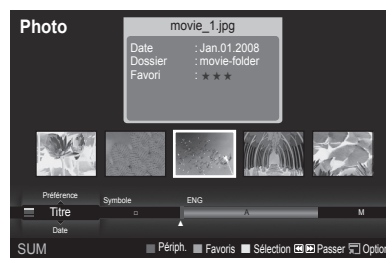 Photo
movie_1.jpg
Date : Jan.01.2008
Dossier : movie-folder
Favori : ★ ★ ★
Préférence
Symbole ENG
Titre
A M
Date
SUM Périph. Favoris Sélection Passer Option